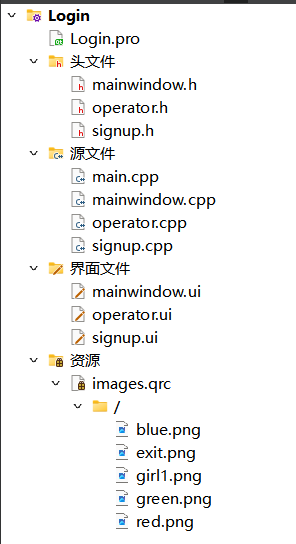 Login
Login.pro
头文件
mainwindow.h
operator.h
signup.h
源文件
main.cpp
mainwindow.cpp
operator.cpp
signup.cpp
界面文件
mainwindow.ui
operator.ui
signup.ui
资源
images.qrc
/
blue.png
exit.png
girl1.png
green.png
red.png